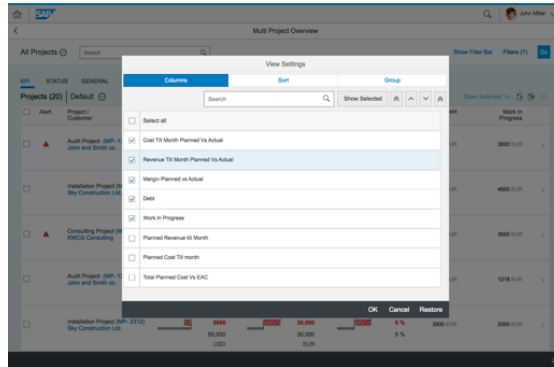 SAP
John Miller
Multi Project Overview
All Projects
Search
Show Filter Bar
Filters (7)
Go
KPI STATUS GENERAL
Projects (20) Default
Open Selected
Alert
Project /
Customer
Work In
Progress
View Settings
Columns Sort Group
Search
Show Selected
Select all
Cost Till Month Planned Vs Actual
Revenue Till Month Planned Vs Actual
Margin Planned vs Actual
Debt
Work In Progress
Planned Revenue till Month
Planned Cost Till month
Total Planned Cost Vs EAC
OK Cancel Restore
Audit Project
John and Smith co.
3000 EUR
Installation Project
Sky Construction Ltd.
4500 EUR
Consulting Project
KMCG Consulting
3000 EUR
Audit Project
John and Smith co.
1218 EUR
Installation Project (MP- 2312)
Sky Construction Ltd.
5 %
3600 EUR
2000 EUR
55,000
30,000
5 %
USD
EUR